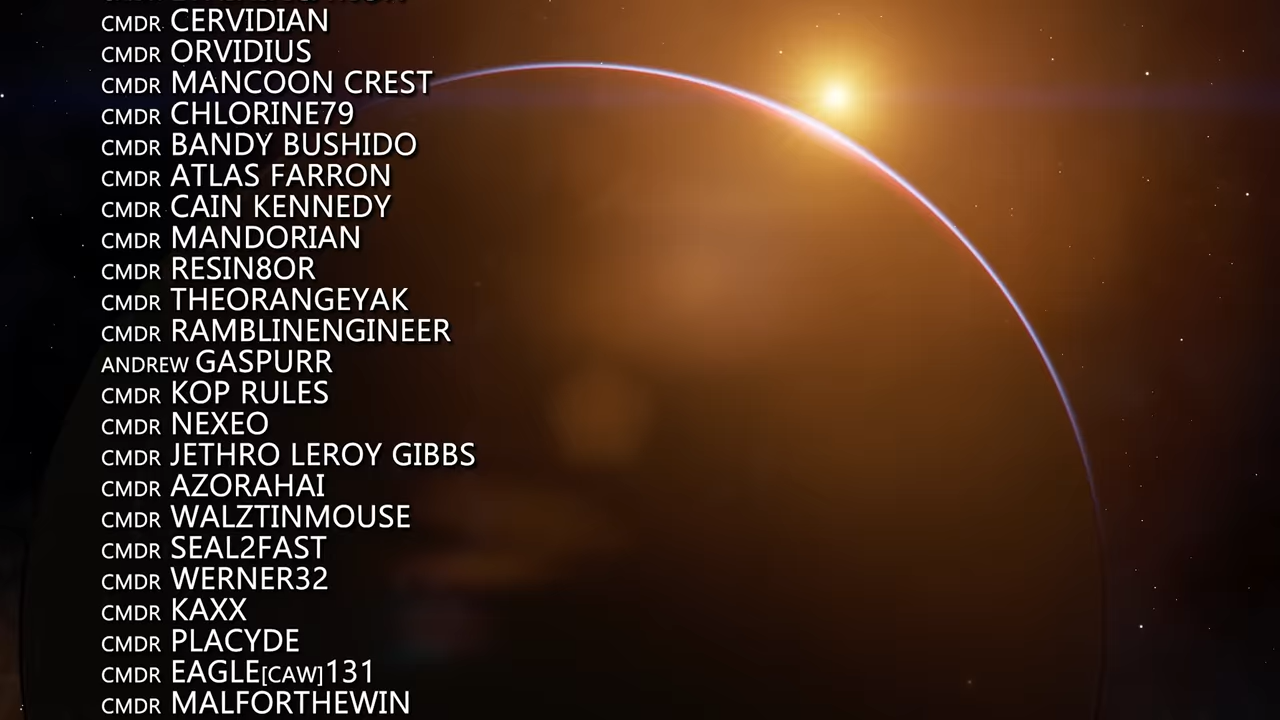 CMDR CERVIDIAN
CMDR ORVIDIUS
CMDR MANCOON CREST
CMDR CHLORINE79
CMDR BANDY BUSHIDO
CMDR ATLAS FARRON
CMDR CAIN KENNEDY
CMDR MANDORIAN
CMDR RESIN8OR
CMDR THEORANGEYAK
CMDR RAMBLINENGINEER
ANDREW GASPURR
CMDR KOP RULES
CMDR NEXEO
CMDR JETHRO LEROY GIBBS
CMDR AZORAHAI
CMDR WALZTINMOUSE
CMDR SEAL2FAST
CMDR WERNER32
CMDR KAXX
CMDR PLACYDE
CMDR EAGLE[CAW]131
CMDR MALFORTHEWIN